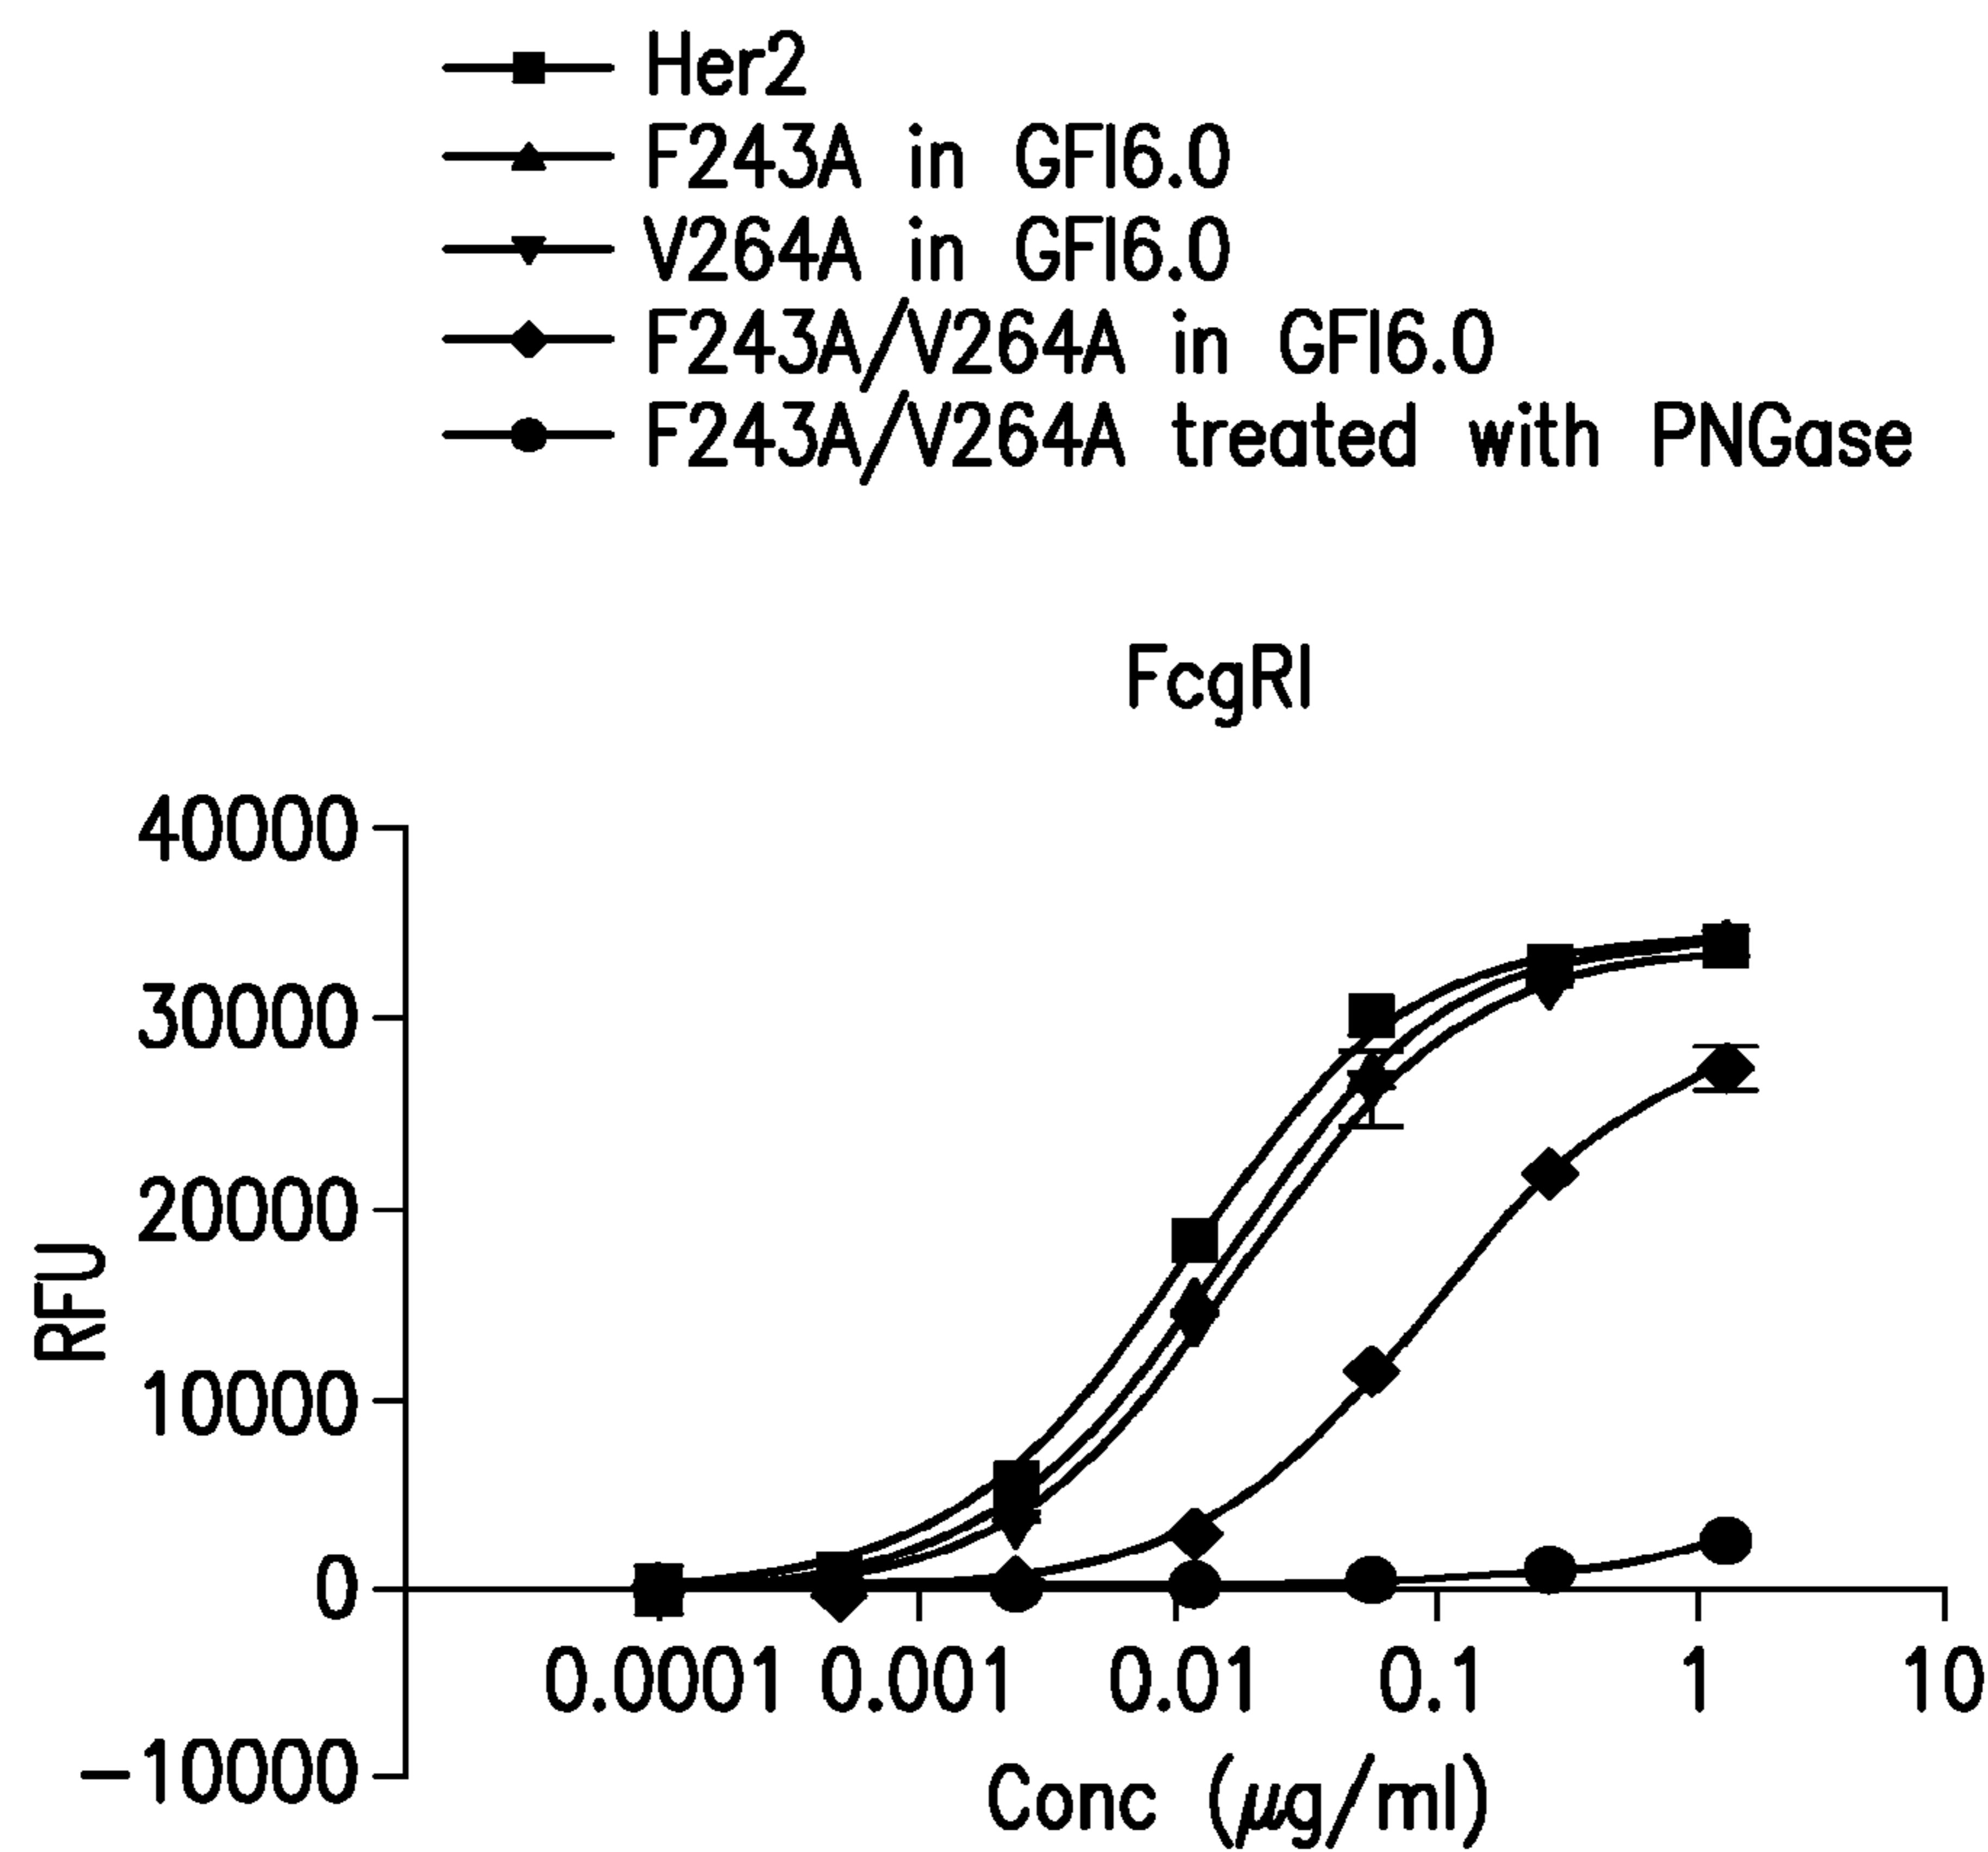 Her2
F243A in GFI6.0
V264A in GFI6.0
F243A/V264A in GFI6.0
F243A/V264A treated with PNGase
FcgRI
40000
30000
20000
10000
0
-10000
RFU
0.0001 0.001 0.01 0.1 1 10
Conc (µg/ml)